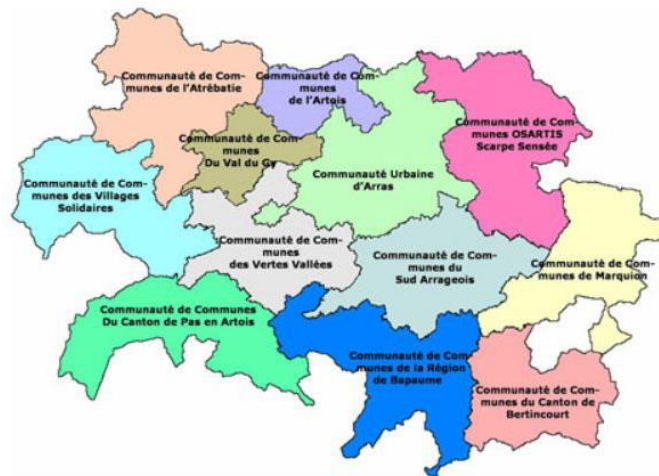 Communauté de Com-
munes de l'Atrébatie
Communauté de Com-
munes
de l'Artois
Communauté de Com-
munes OSARTIS
Scarpe Sensée
Communauté de Com-
munes
Du Val du Gy
Communauté Urbaine
d'Arras
Communauté de Com-
munes des Villages
Solidaires
Communauté de Com-
munes
des Vertes Vallées
Communauté de Com-
munes du
Sud Arrageois
Communauté de Com-
munes de Marquion
Communauté de Communes
Du Canton de Pas en Artois
Communauté de Com-
munes de la Région
de Bapaume
Communauté de Com-
munes du Canton de
Bertincourt